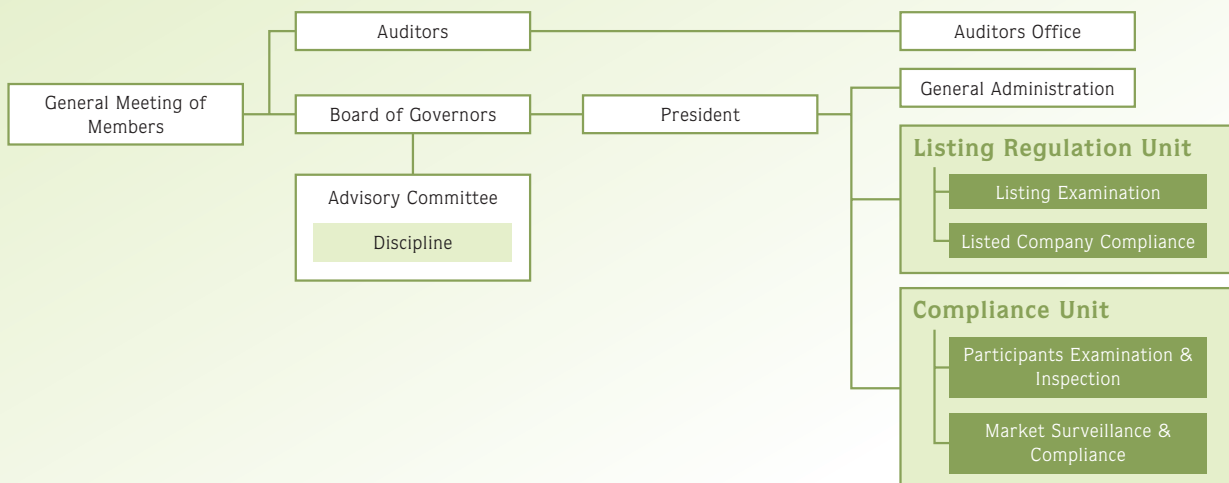 General Meeting of
Members
Auditors
Board of Governors
Advisory Committee
Discipline
President
Auditors Office
General Administration
Listing Regulation Unit
Listing Examination
Listed Company Compliance
Compliance Unit
Participants Examination &
Inspection
Market Surveillance &
Compliance